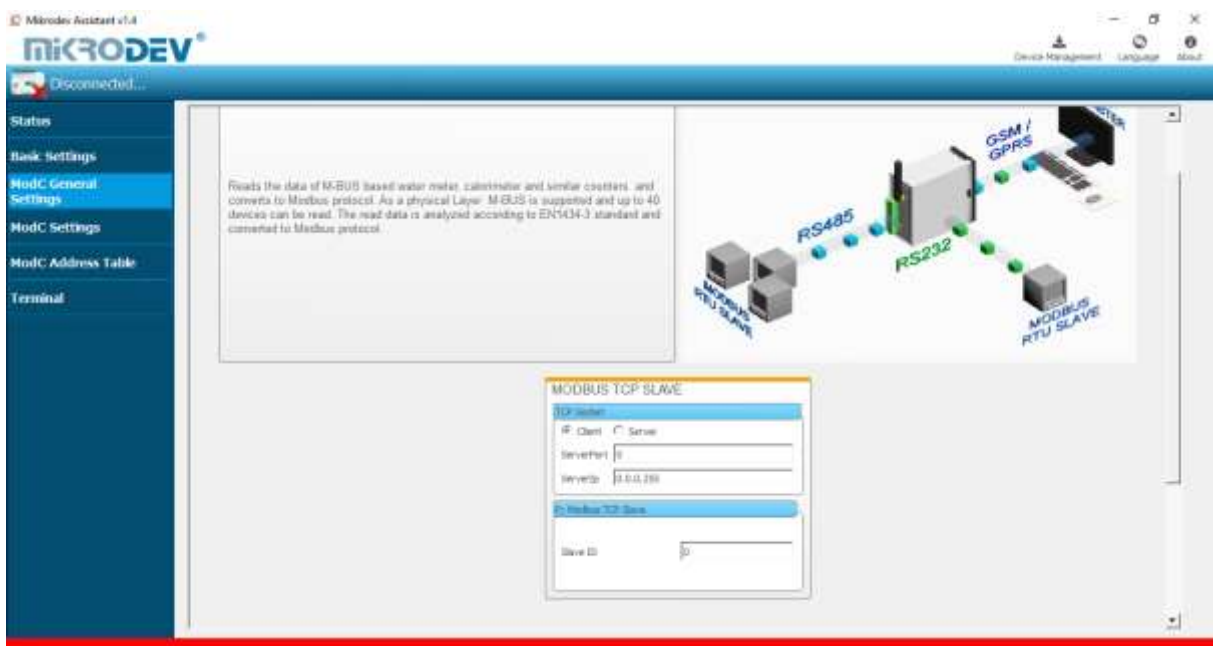 Mikrodev Assistant v1.4
MiKRODEV®
Device Management
Language
About
Disconnected...
Status
Basic Settings
ModC General
Settings
ModC Settings
ModC Address Table
Terminal
Reads the data of M-BUS based water meter, calorimeter and similar counters and
converts to Modbus protocol. As a physical Layer M-BUS is supported and up to 40
devices can be read. The read data is analyzed according to EN1434-3 standard and
converted to Modbus protocol.
GSM /
GPRS
RS485
RS232
MODBUS
RTU SLAVE
MODBUS
RTU SLAVE
MODBUS TCP SLAVE
TCP Socket
Client
Server
ServerPort
0
ServerIp
0.0.0.255
Modbus TCP Slave
Slave ID
0